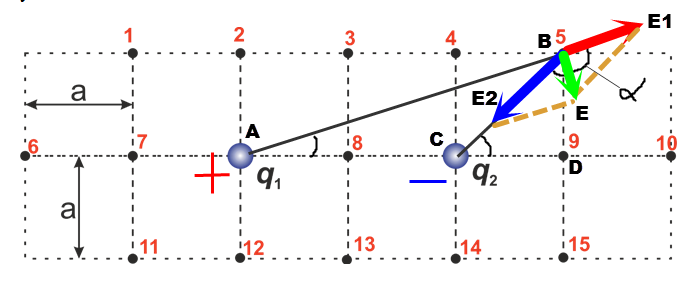 1 2 3 4 B 5 E1
a E2 E α
6 7 A 8 C 9 10
+ q₁ − q₂ D
a
11 12 13 14 15